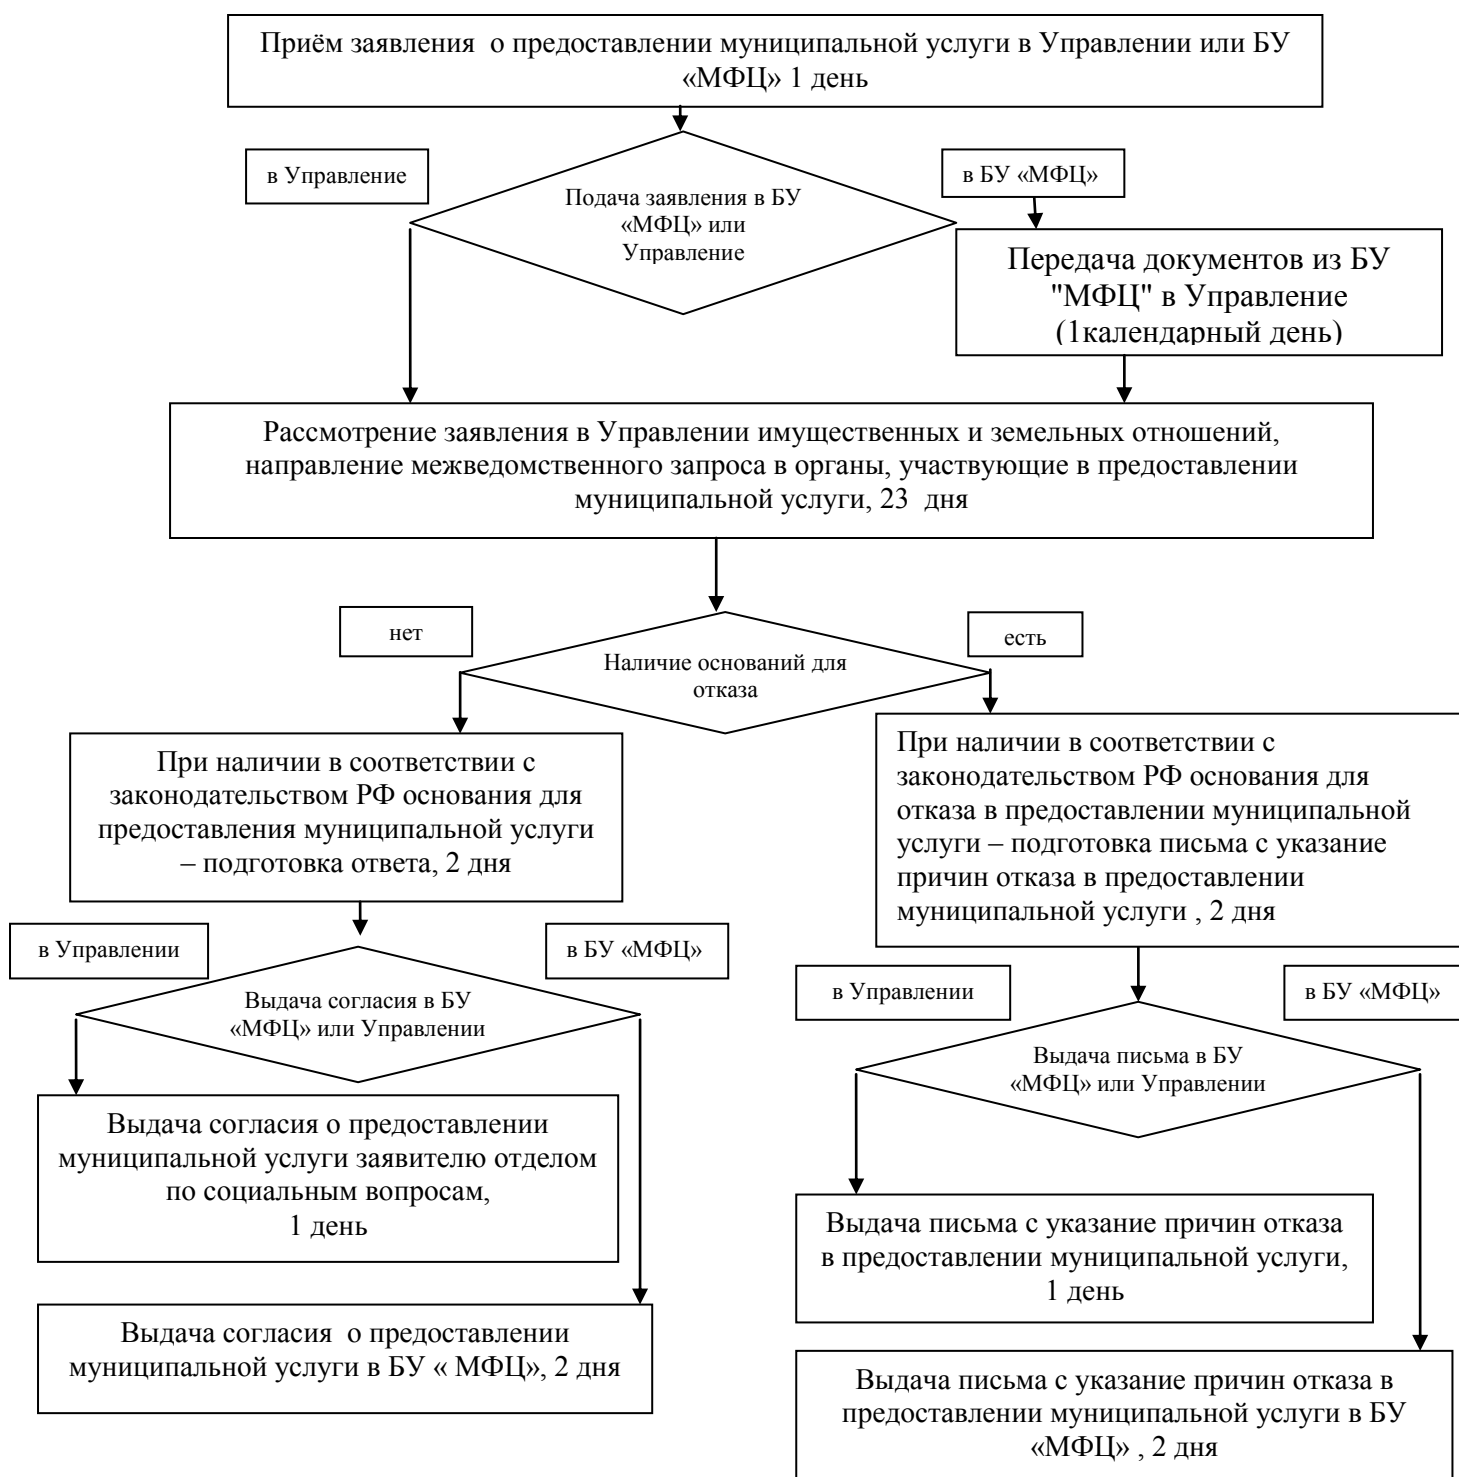 Приём заявления о предоставлении муниципальной услуги в Управлении или БУ
«МФЦ» 1 день
в Управление
в БУ «МФЦ»
Подача заявления в БУ
«МФЦ» или
Управление
Передача документов из БУ
"МФЦ" в Управление
(1календарный день)
Рассмотрение заявления в Управлении имущественных и земельных отношений,
направление межведомственного запроса в органы, участвующие в предоставлении
муниципальной услуги, 23 дня
нет
есть
Наличие оснований для
отказа
При наличии в соответствии с
законодательством РФ основания для
предоставления муниципальной услуги
– подготовка ответа, 2 дня
При наличии в соответствии с
законодательством РФ основания для
отказа в предоставлении муниципальной
услуги – подготовка письма с указание
причин отказа в предоставлении
муниципальной услуги , 2 дня
в Управлении
в БУ «МФЦ»
Выдача согласия в БУ
«МФЦ» или Управлении
в Управлении
в БУ «МФЦ»
Выдача письма в БУ
«МФЦ» или Управлении
Выдача согласия о предоставлении
муниципальной услуги заявителю отделом
по социальным вопросам,
1 день
Выдача письма с указание причин отказа
в предоставлении муниципальной услуги,
1 день
Выдача согласия о предоставлении
муниципальной услуги в БУ « МФЦ», 2 дня
Выдача письма с указание причин отказа в
предоставлении муниципальной услуги в БУ
«МФЦ» , 2 дня